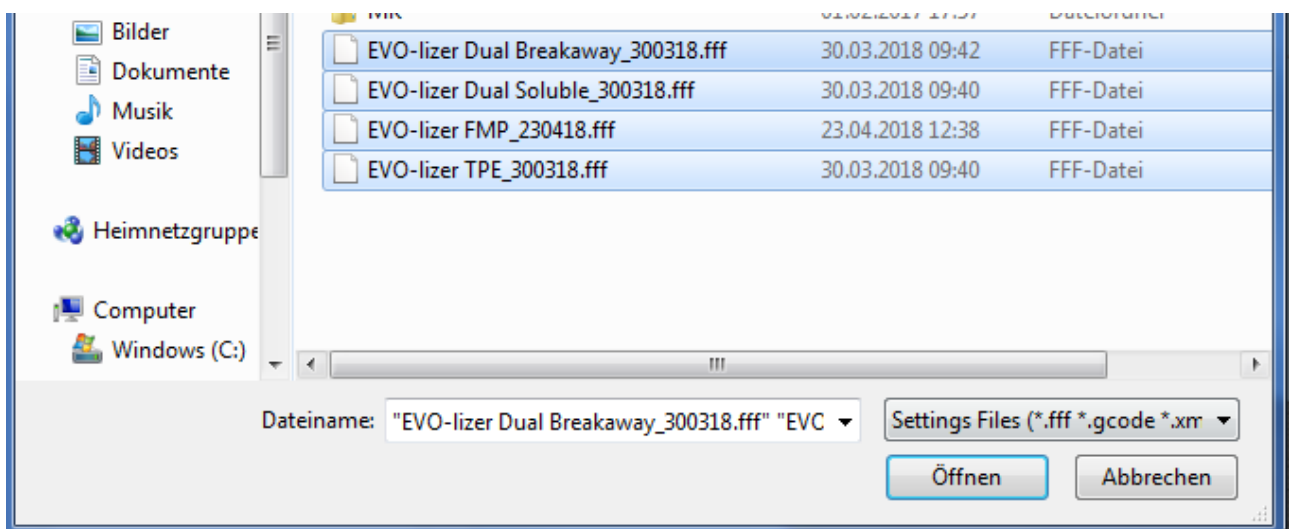 Bilder
Dokumente
Musik
Videos
Heimnetzgruppe
Computer
Windows (C:)
EVO-lizer Dual Breakaway_300318.fff 30.03.2018 09:42 FFF-Datei
EVO-lizer Dual Soluble_300318.fff 30.03.2018 09:40 FFF-Datei
EVO-lizer FMP_230418.fff 23.04.2018 12:38 FFF-Datei
EVO-lizer TPE_300318.fff 30.03.2018 09:40 FFF-Datei
Dateiname: "EVO-lizer Dual Breakaway_300318.fff" "EVO Settings Files (*.fff *.gcode *.xm
Öffnen Abbrechen